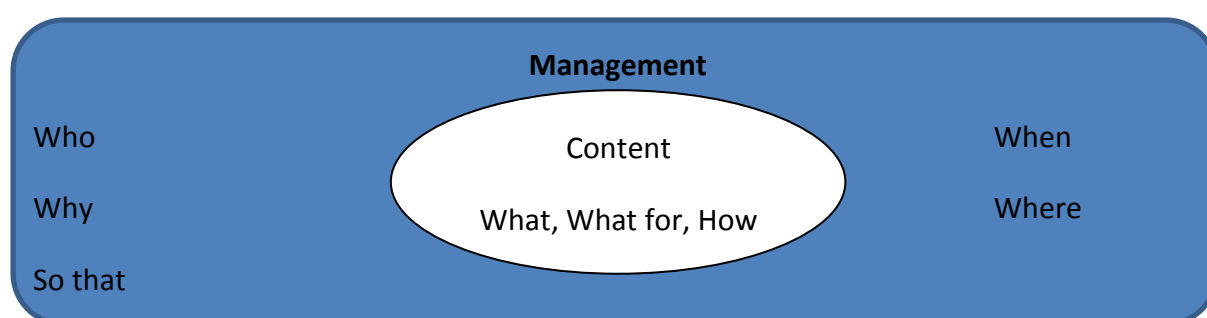 Management
Who
Content
When
Why
What, What for, How
Where
So that